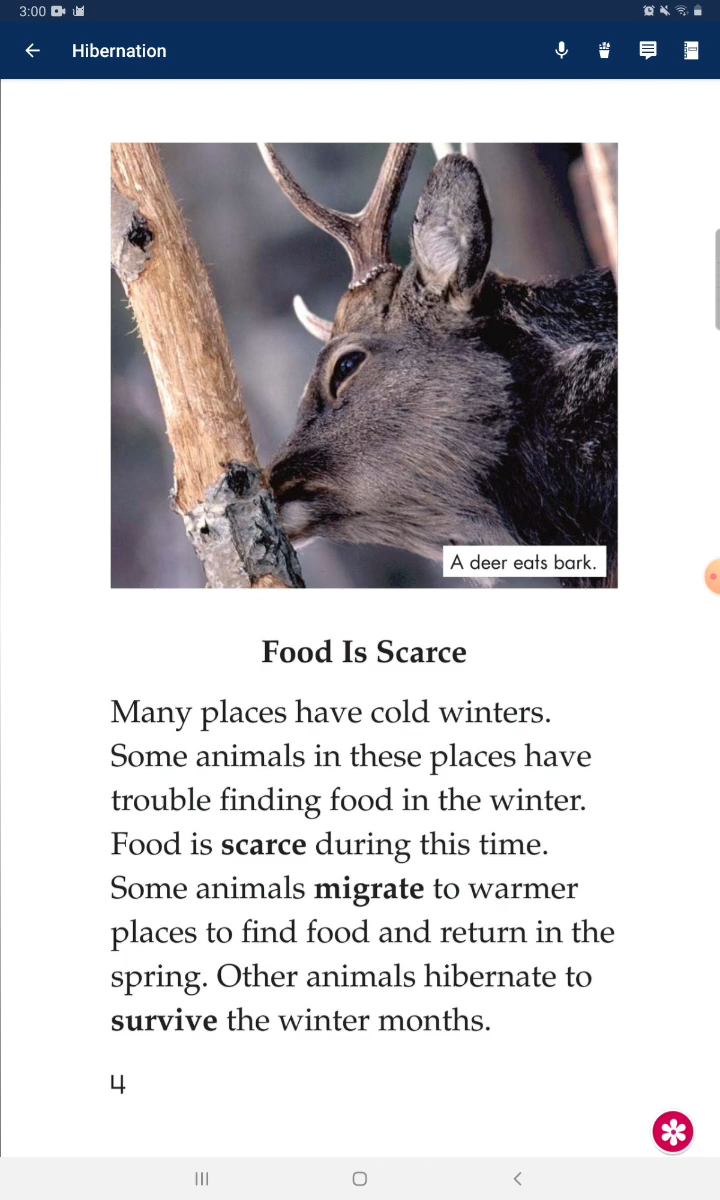 3:00
Hibernation
A deer eats bark.
Food Is Scarce
Many places have cold winters.
Some animals in these places have
trouble finding food in the winter.
Food is scarce during this time.
Some animals migrate to warmer
places to find food and return in the
spring. Other animals hibernate to
survive the winter months.
4